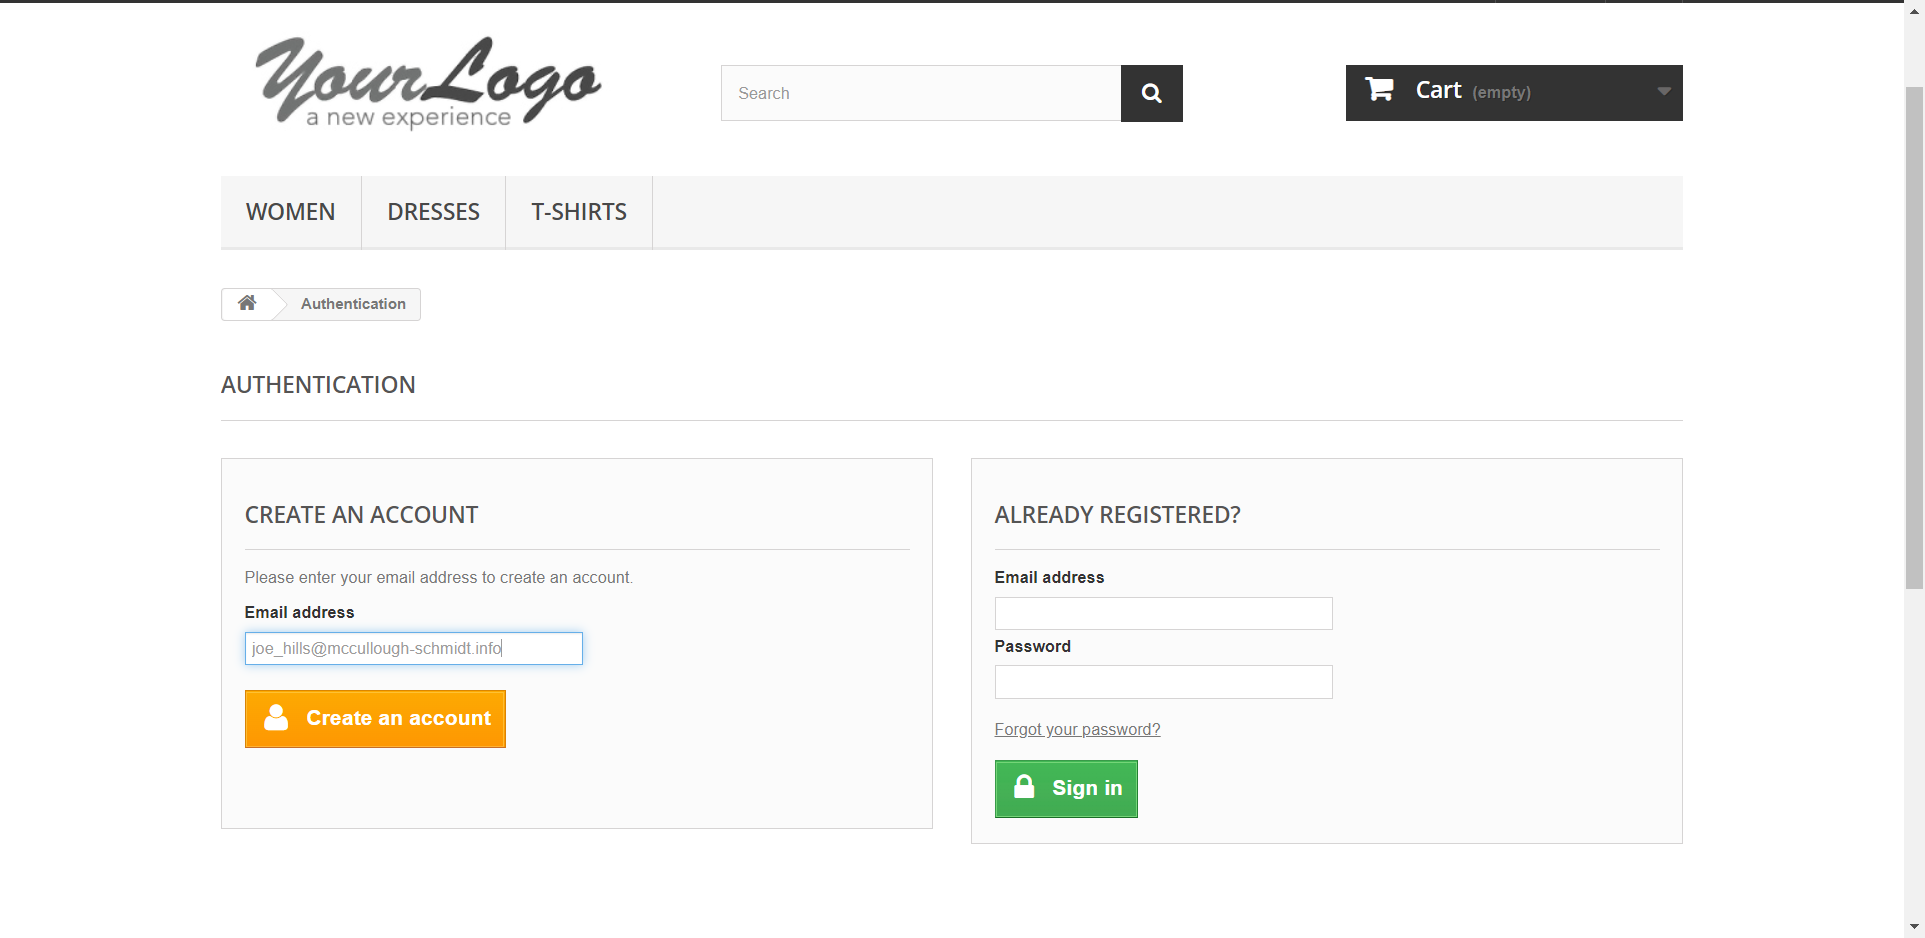 YourLogo
a new experience
Search
Cart (empty)
WOMEN
DRESSES
T-SHIRTS
Authentication
AUTHENTICATION
CREATE AN ACCOUNT
Please enter your email address to create an account.
Email address
joe_hills@mccullough-schmidt.info
Create an account
ALREADY REGISTERED?
Email address
Password
Forgot your password?
Sign in